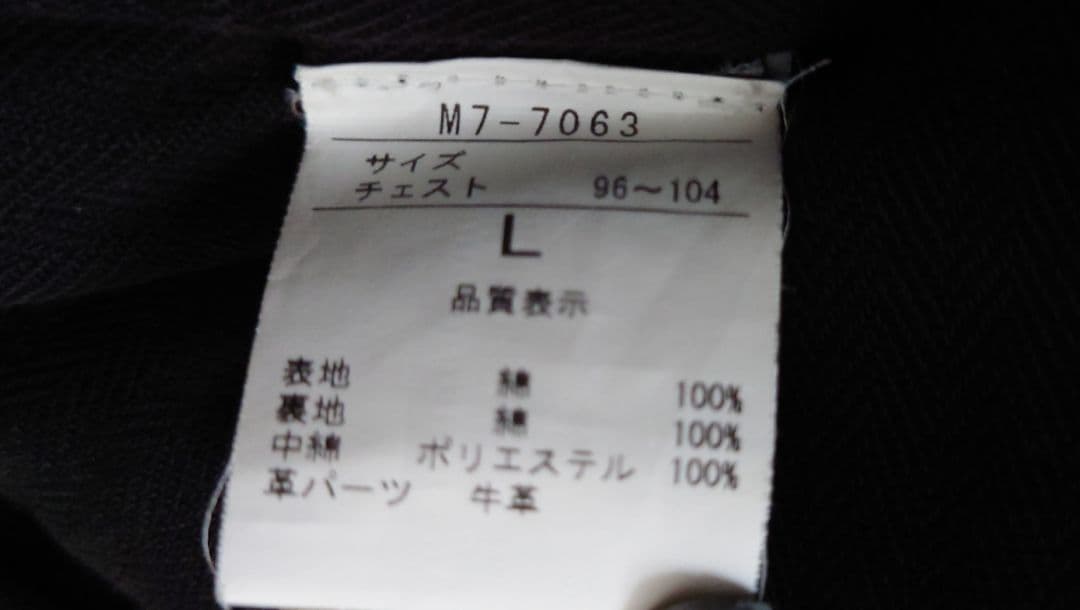 M7-7063
サイズ
チェスト 96～104
L
品質表示
表地 綿 100%
裏地 綿 100%
中綿 ポリエステル 100%
革パーツ 牛革